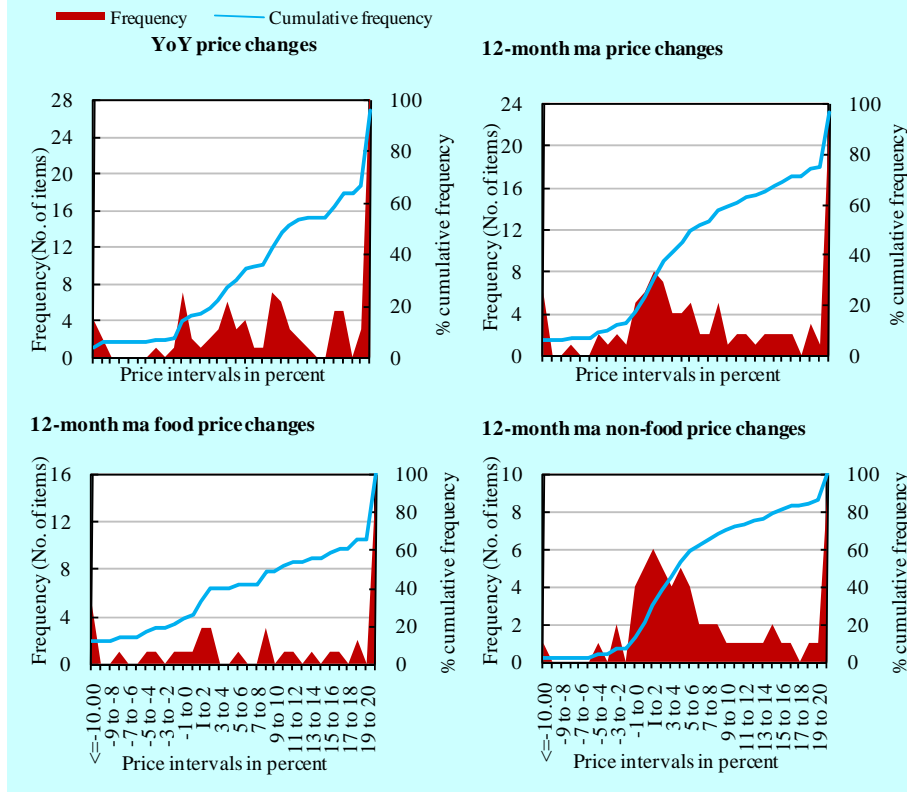 Frequency Cumulative frequency
YoY price changes
28
24
20
16
12
8
4
0
100
80
60
40
20
0
Frequency(No. of items)
% cumulative frequency
Price intervals in percent
12-month ma price changes
24
20
16
12
8
4
0
100
80
60
40
20
0
Frequency (No. of items)
% cumulative frequency
Price intervals in percent
12-month ma food price changes
16
12
8
4
0
100
80
60
40
20
0
Frequency (No. of items)
% cumulative frequency
<=-10.00
-9 to -8
-7 to -6
-5 to -4
-3 to -2
-1 to 0
1 to 2
3 to 4
5 to 6
7 to 8
9 to 10
11 to 12
13 to 14
15 to 16
17 to 18
19 to 20
Price intervals in percent
12-month ma non-food price changes
10
8
6
4
2
0
100
80
60
40
20
0
Frequency (No. of items)
% cumulative frequency
<=-10.00
-9 to -8
-7 to -6
-5 to -4
-3 to -2
-1 to 0
1 to 2
3 to 4
5 to 6
7 to 8
9 to 10
11 to 12
13 to 14
15 to 16
17 to 18
19 to 20
Price intervals in percent